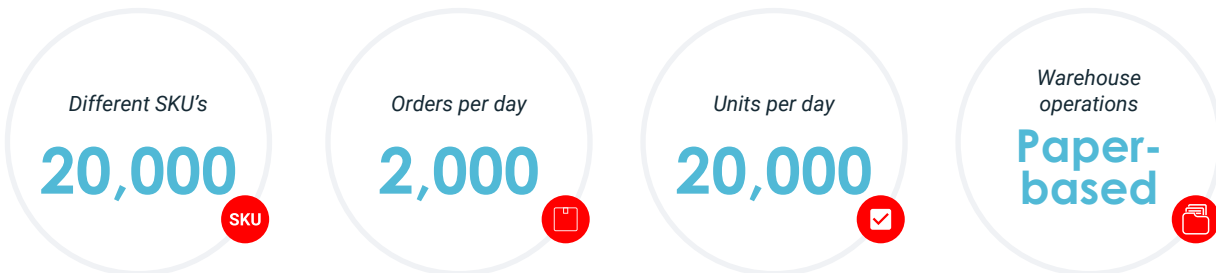 Different SKU's
20,000
SKU
Orders per day
2,000
Units per day
20,000
Warehouse
operations
Paper-
based